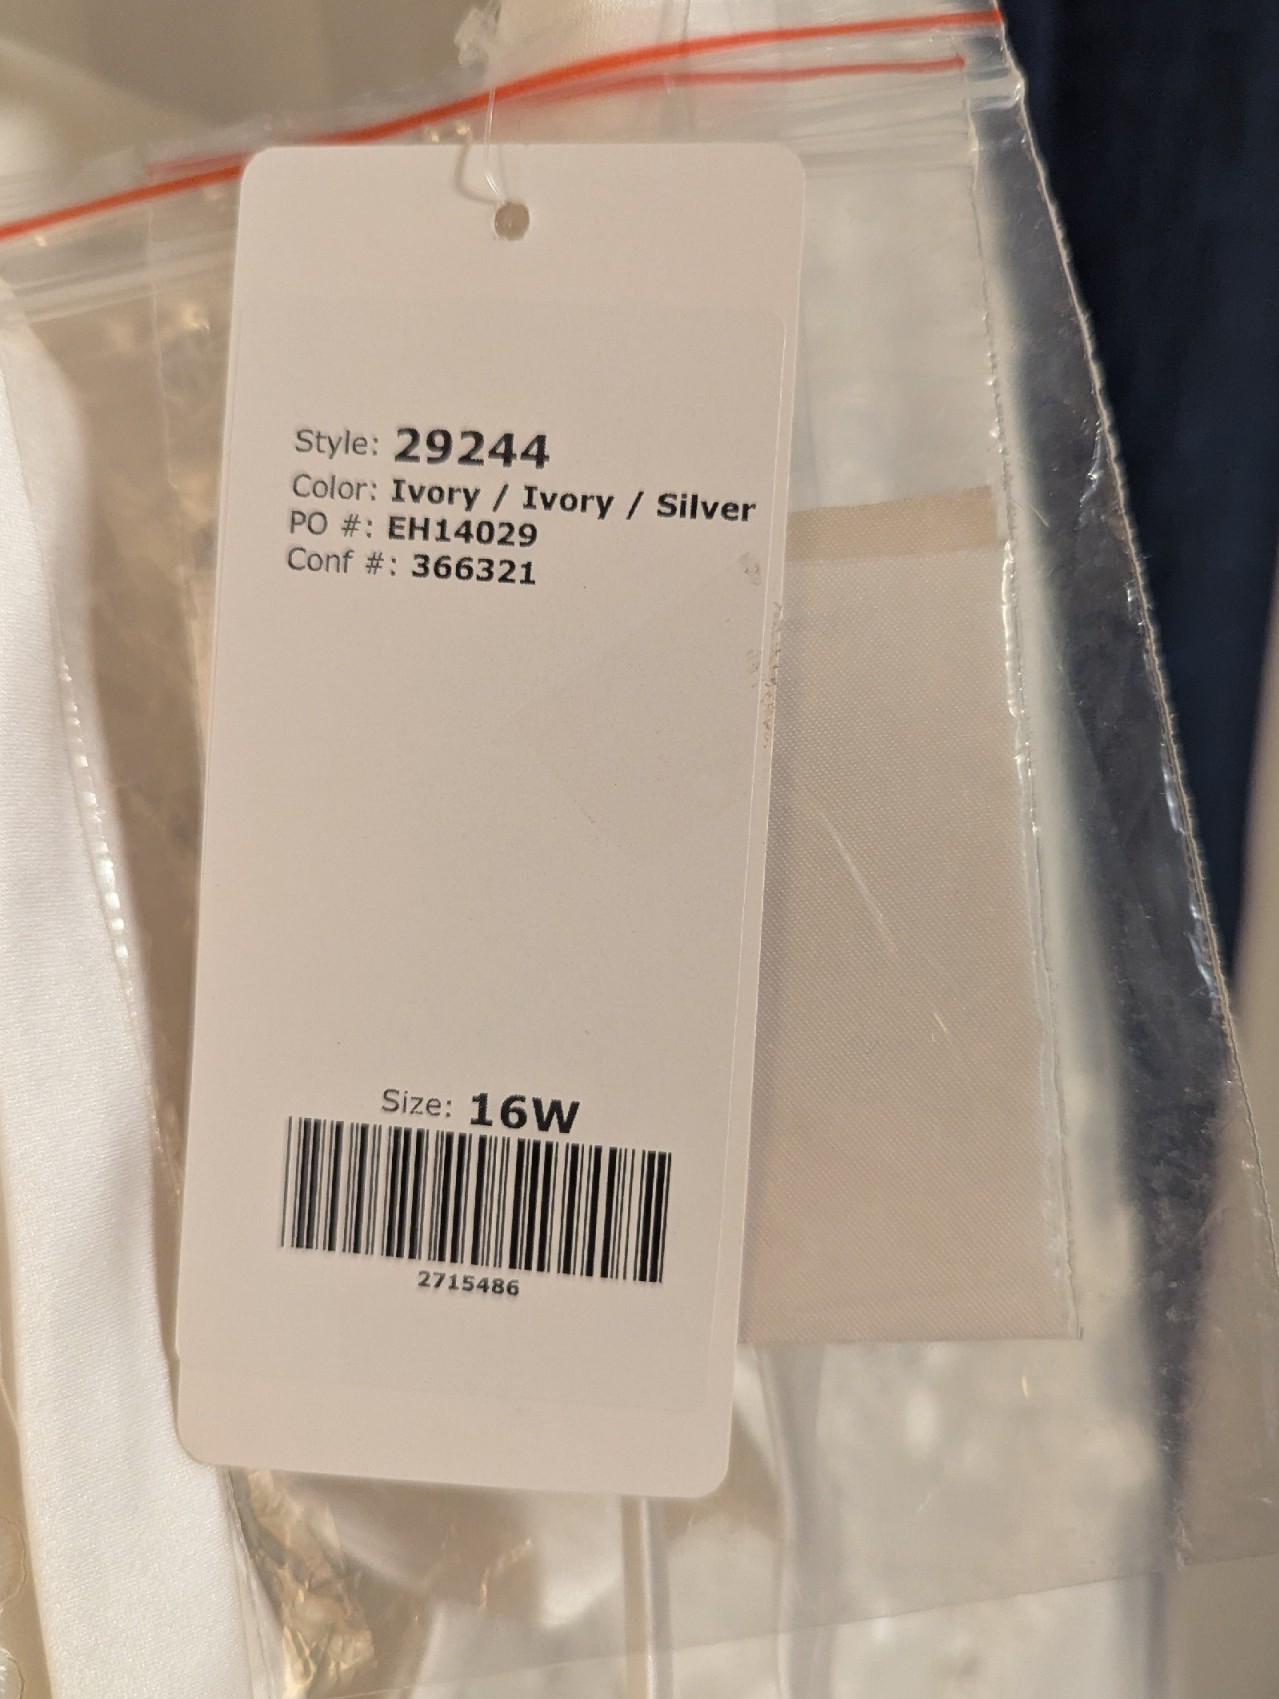 Style: 29244
Color: Ivory / Ivory / Silver
PO #: EH14029
Conf #: 366321
Size: 16W
2715486